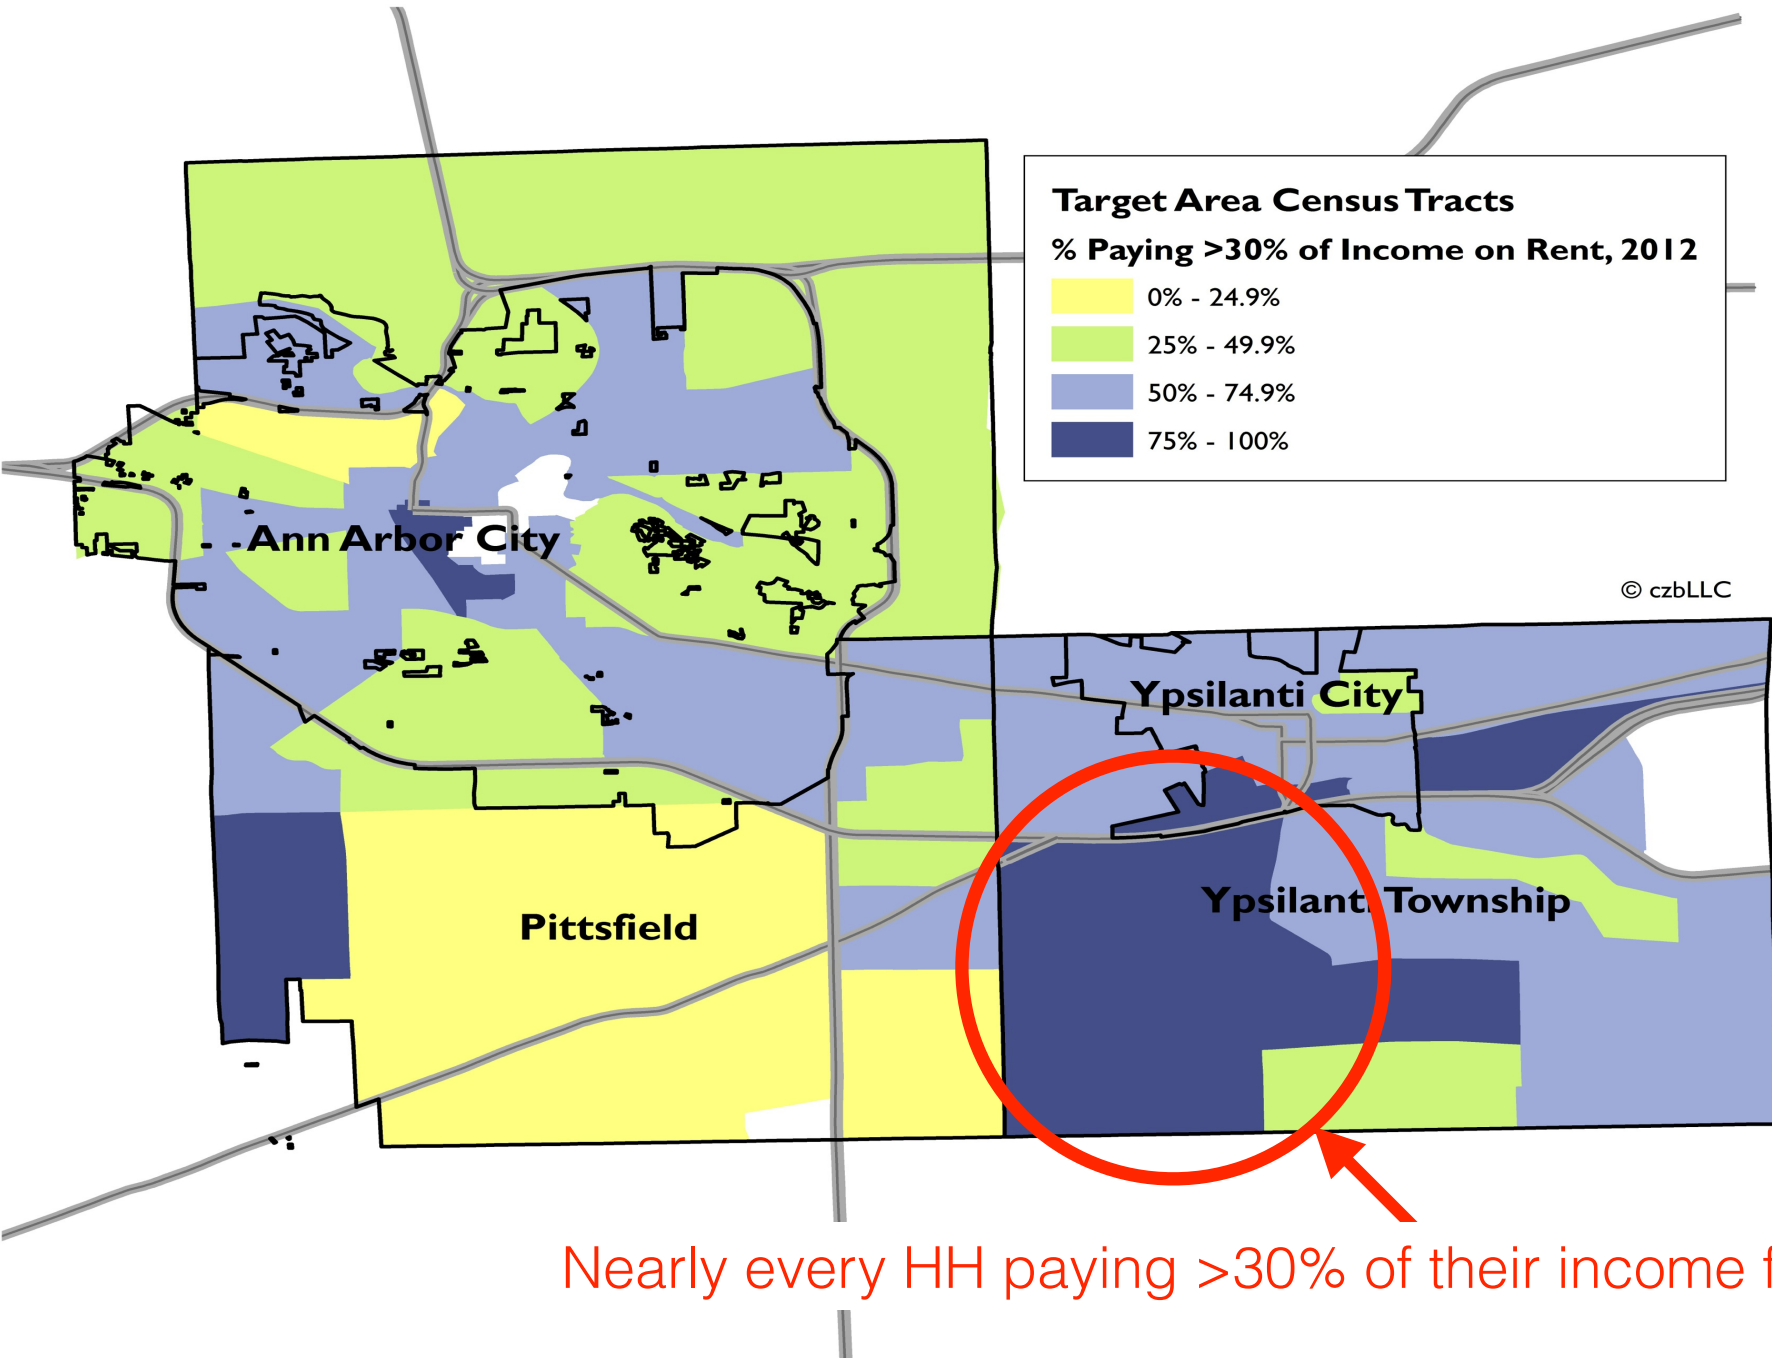 Target Area Census Tracts
% Paying >30% of Income on Rent, 2012
0% - 24.9%
25% - 49.9%
50% - 74.9%
75% - 100%
Ann Arbor City
© czbLLC
Ypsilanti City
Ypsilanti Township
Pittsfield
Nearly every HH paying >30% of their income f